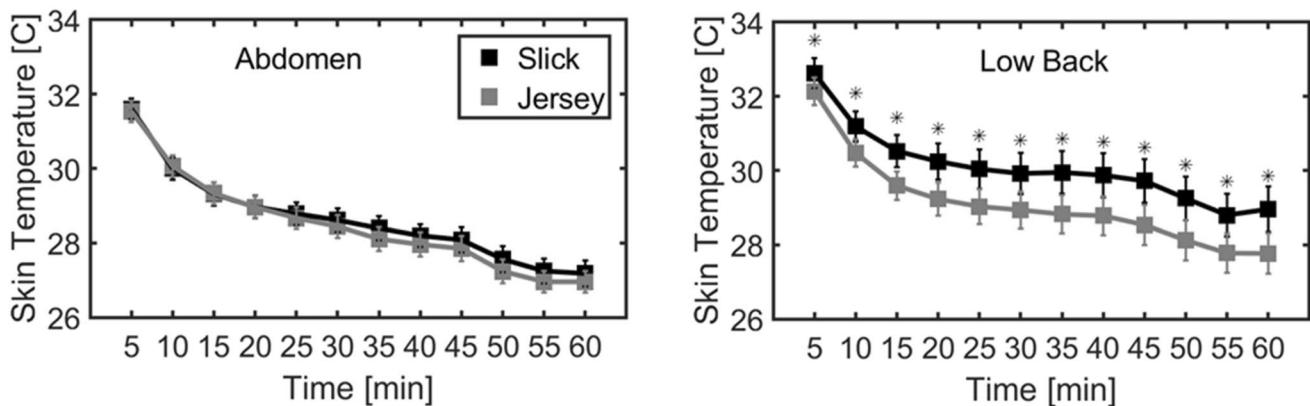 Skin Temperature [C]
34
32
30
28
26
Abdomen
Slick
Jersey
5 10 15 20 25 30 35 40 45 50 55 60
Time [min]
Skin Temperature [C]
34
32
30
28
26
Low Back
* * * * * * * * * * * *
5 10 15 20 25 30 35 40 45 50 55 60
Time [min]